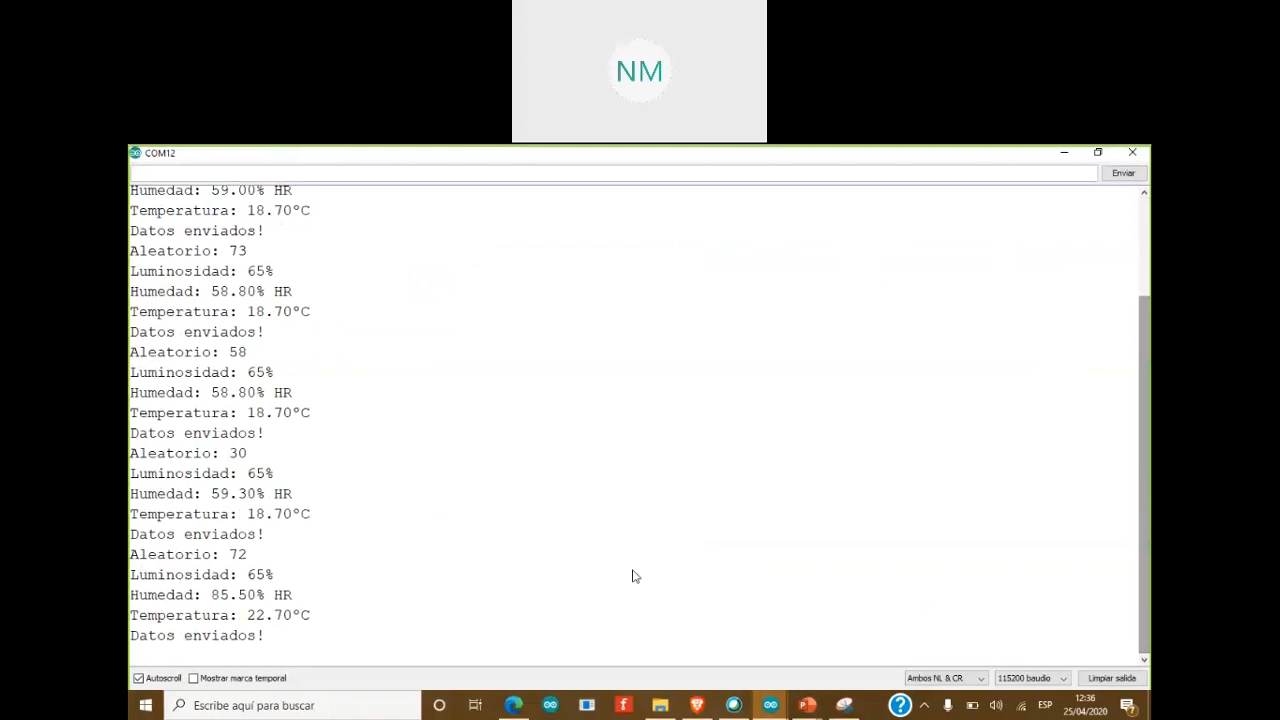 NM
COM12
Enviar
Humedad: 59.00% HR
Temperatura: 18.70°C
Datos enviados!
Aleatorio: 73
Luminosidad: 65%
Humedad: 58.80% HR
Temperatura: 18.70°C
Datos enviados!
Aleatorio: 58
Luminosidad: 65%
Humedad: 58.80% HR
Temperatura: 18.70°C
Datos enviados!
Aleatorio: 30
Luminosidad: 65%
Humedad: 59.30% HR
Temperatura: 18.70°C
Datos enviados!
Aleatorio: 72
Luminosidad: 65%
Humedad: 85.50% HR
Temperatura: 22.70°C
Datos enviados!
Autoscroll Mostrar marca temporal Ambos NL & CR 115200 baudio Limpiar salida
Escribe aquí para buscar ESP 12:36
25/04/2020